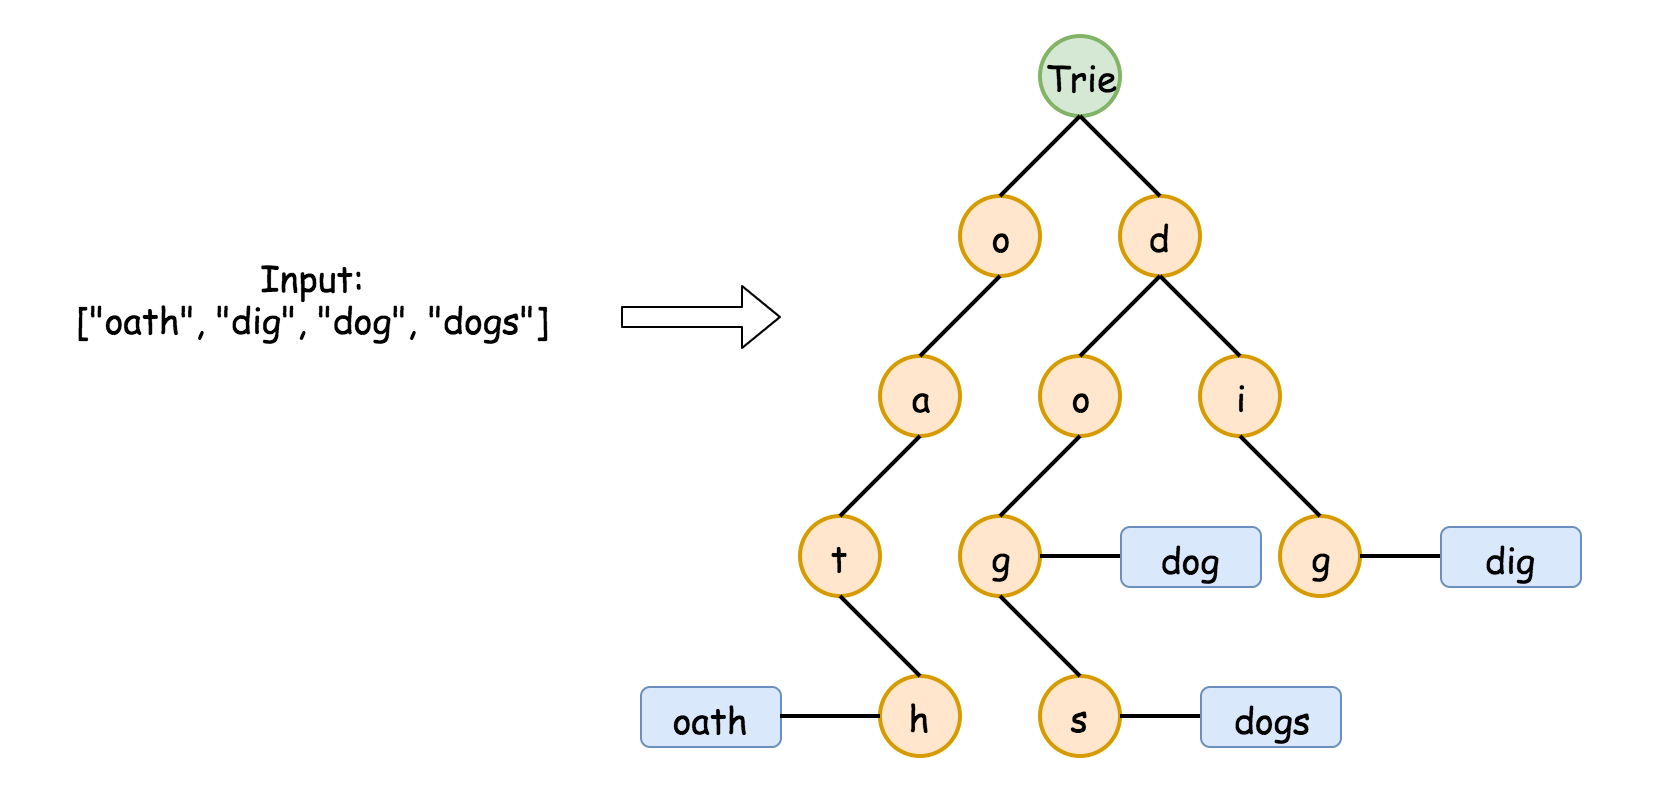 Trie
o
d
Input:
["oath", "dig", "dog", "dogs"]
a
o
i
t
g
dog
g
dig
oath
h
s
dogs